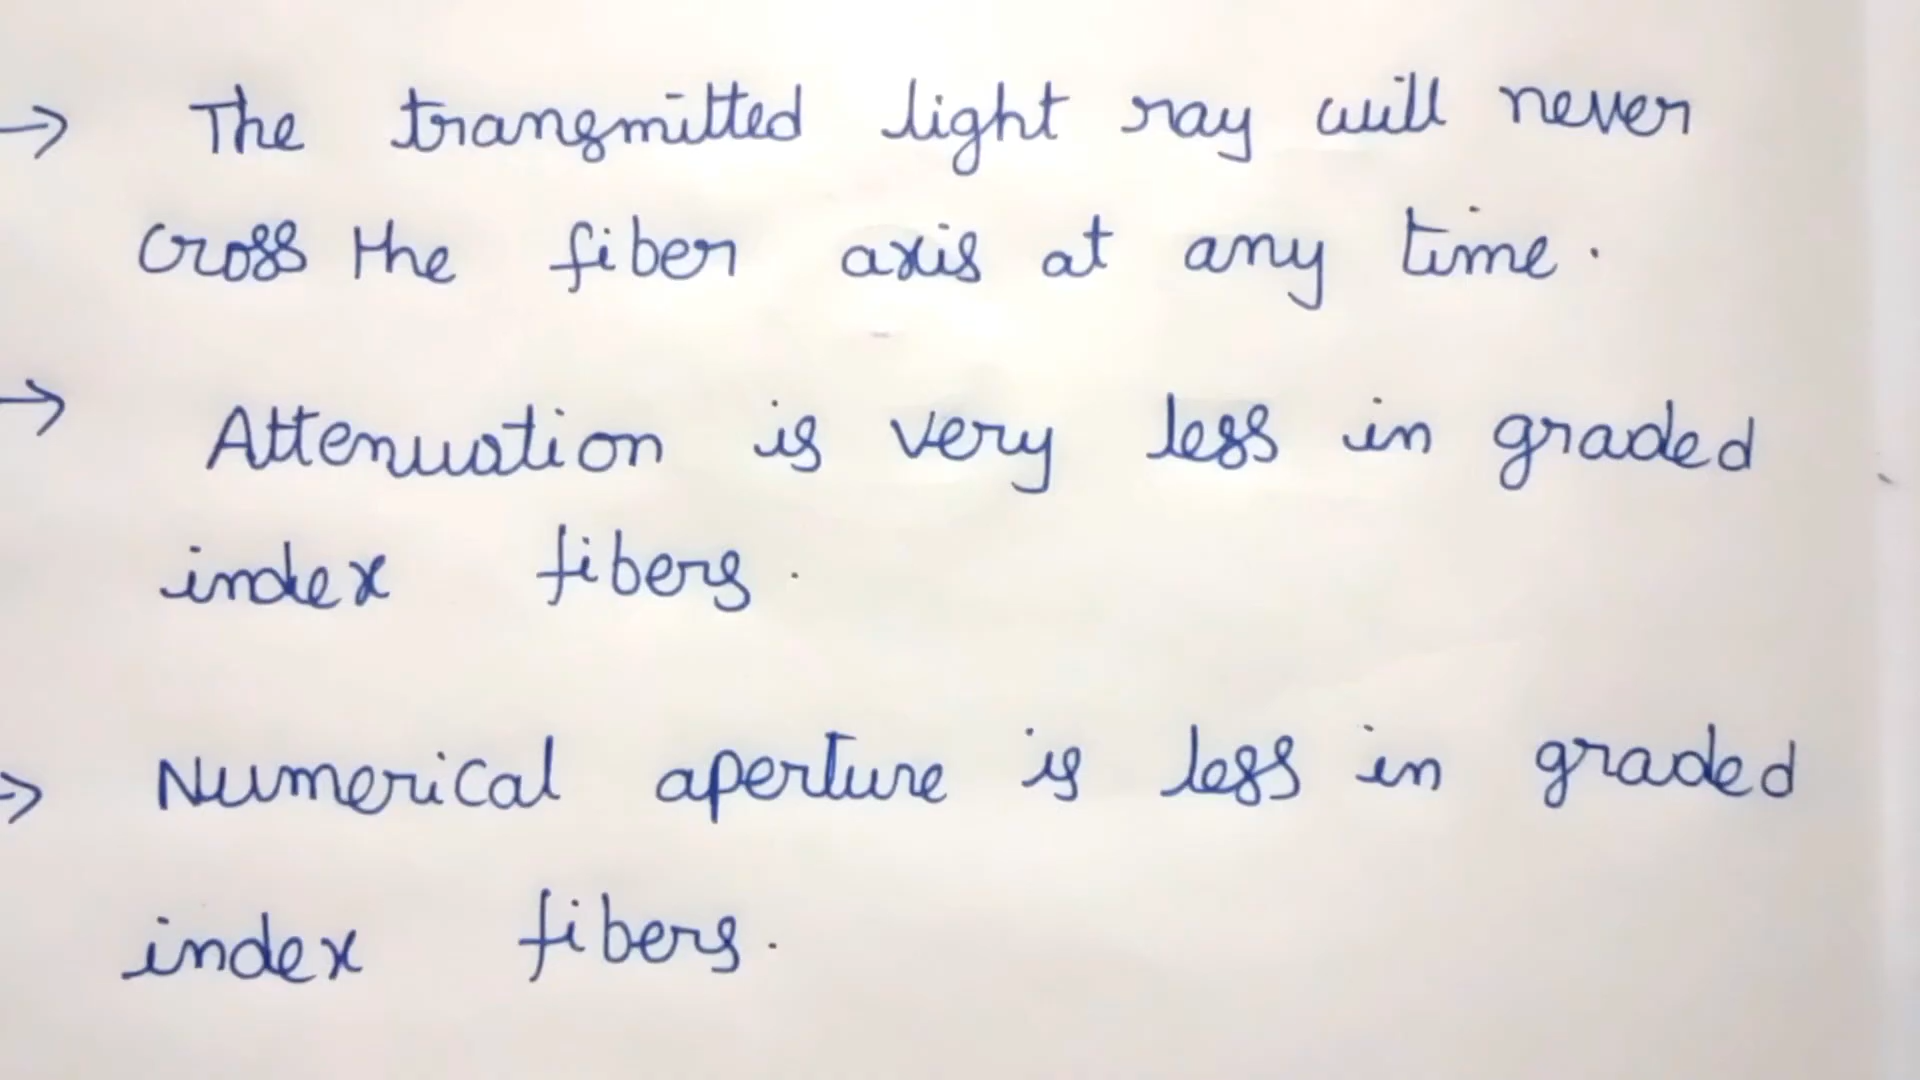 → The transmitted light ray will never
cross the fiber axis at any time.
→ Attenuation is very less in graded
index fibers.
→ Numerical aperture is less in graded
index fibers.